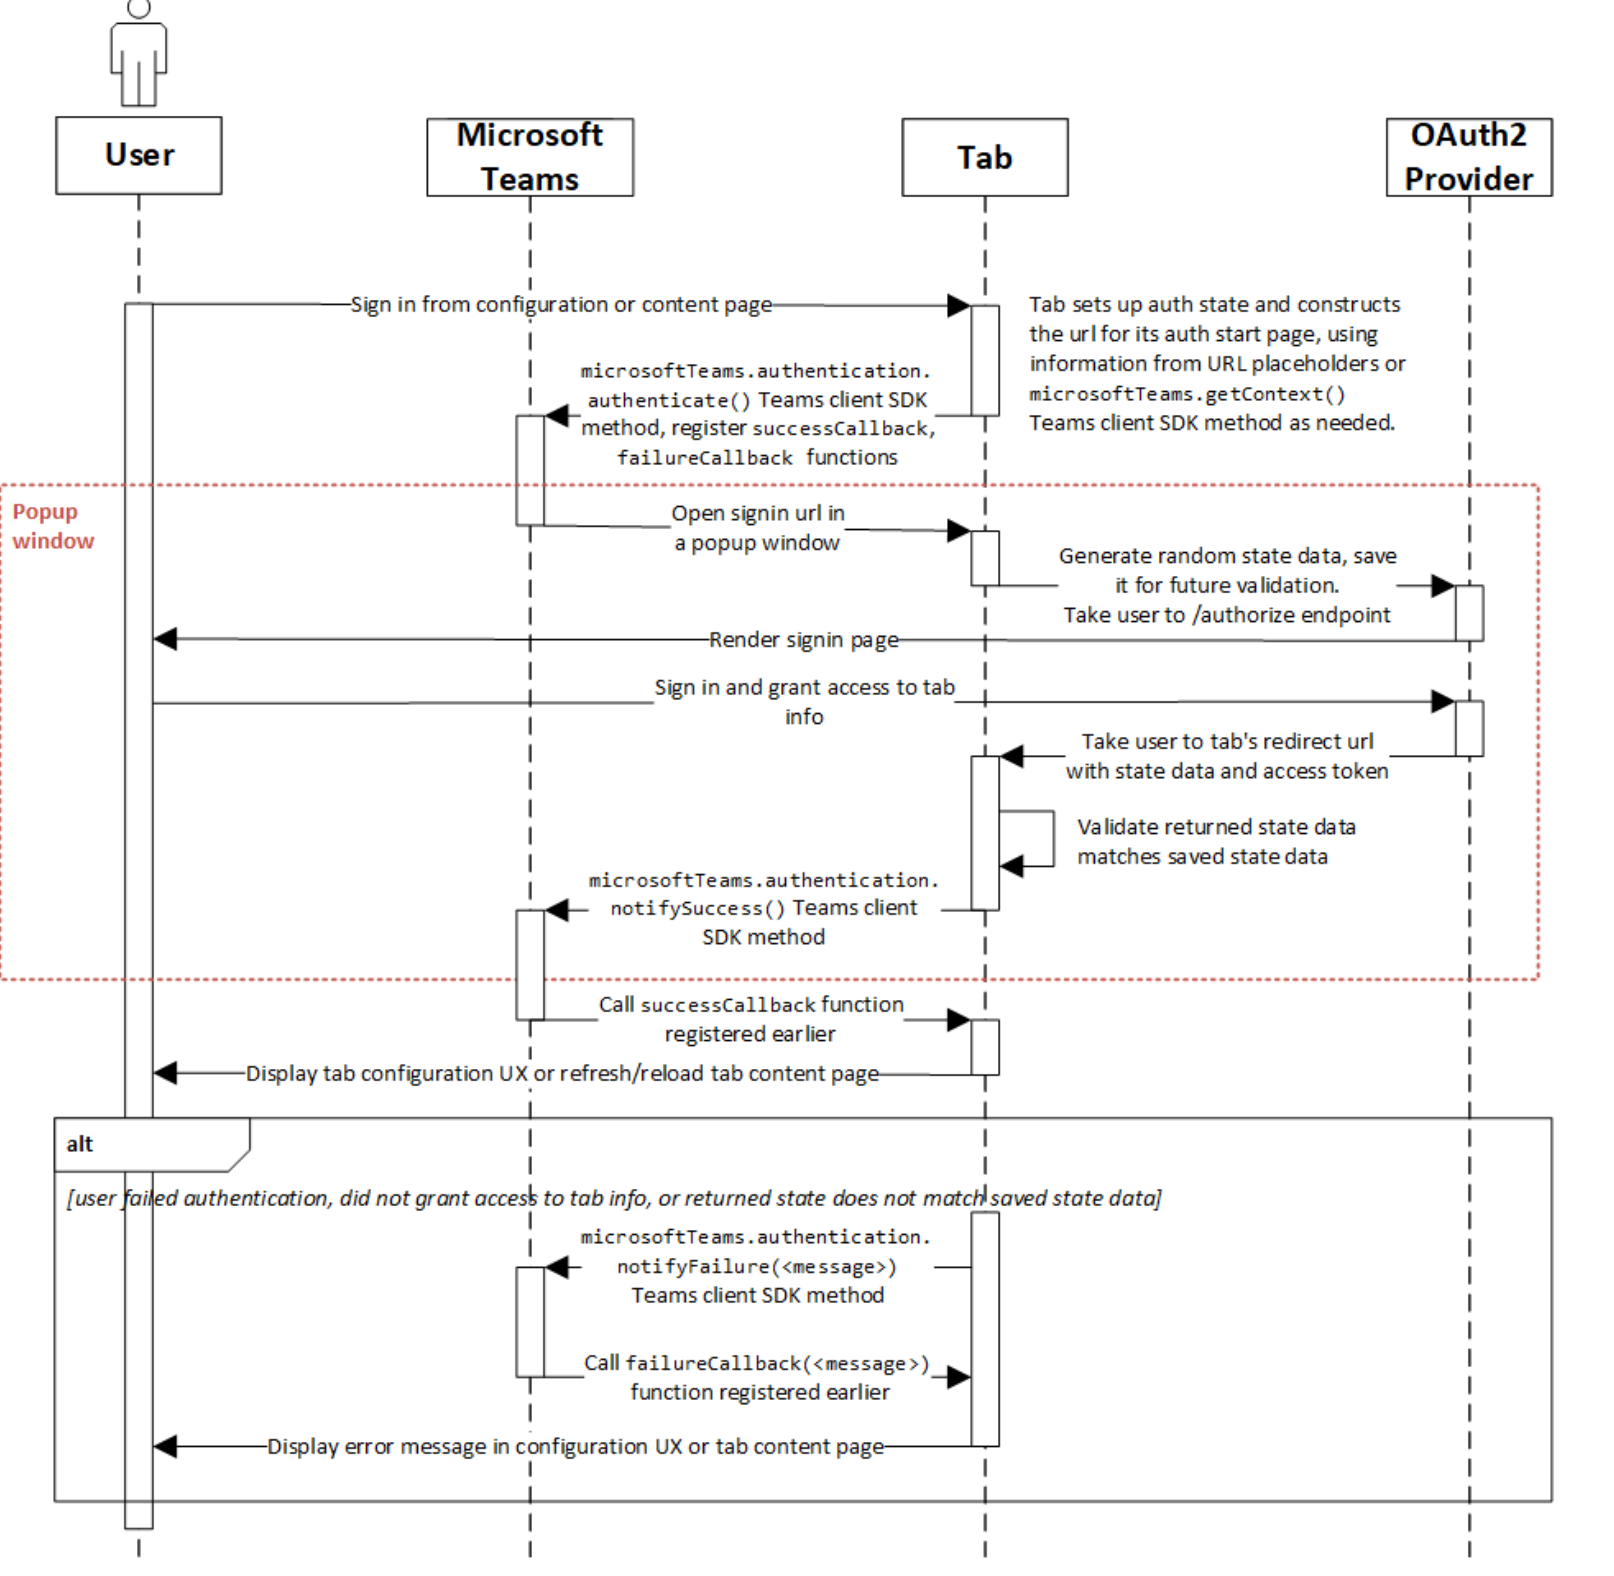 User
Microsoft
Teams
Tab
OAuth2
Provider
Sign in from configuration or content page
Tab sets up auth state and constructs
the url for its auth start page, using
information from URL placeholders or
microsoftTeams.getContext()
Teams client SDK method as needed.
microsoftTeams.authentication.
authenticate() Teams client SDK
method, register successCallback,
failureCallback functions
Popup
window
Open signin url in
a popup window
Generate random state data, save
it for future validation.
Take user to /authorize endpoint
Render signin page
Sign in and grant access to tab
info
Take user to tab's redirect url
with state data and access token
Validate returned state data
matches saved state data
microsoftTeams.authentication.
notifySuccess() Teams client
SDK method
Call successCallback function
registered earlier
Display tab configuration UX or refresh/reload tab content page
alt
[user failed authentication, did not grant access to tab info, or returned state does not match saved state data]
microsoftTeams.authentication.
notifyFailure(<message>)
Teams client SDK method
Call failureCallback(<message>)
function registered earlier
Display error message in configuration UX or tab content page